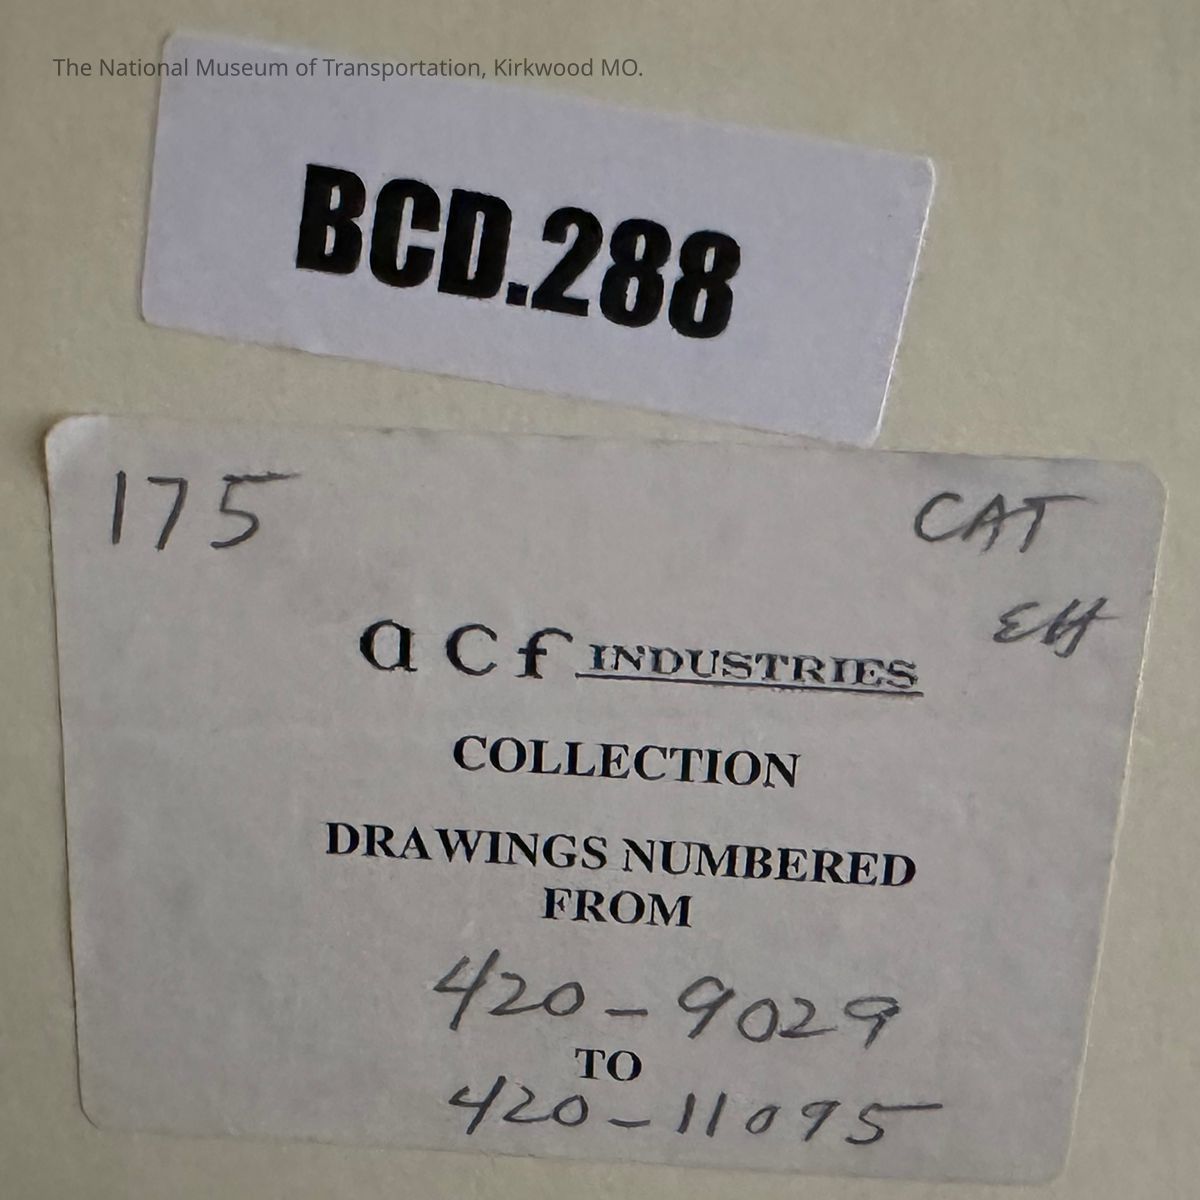 The National Museum of Transportation, Kirkwood MO.
BCD.288
175
CAT
EH
acf INDUSTRIES
COLLECTION
DRAWINGS NUMBERED
FROM
420-9029
TO
420-11095